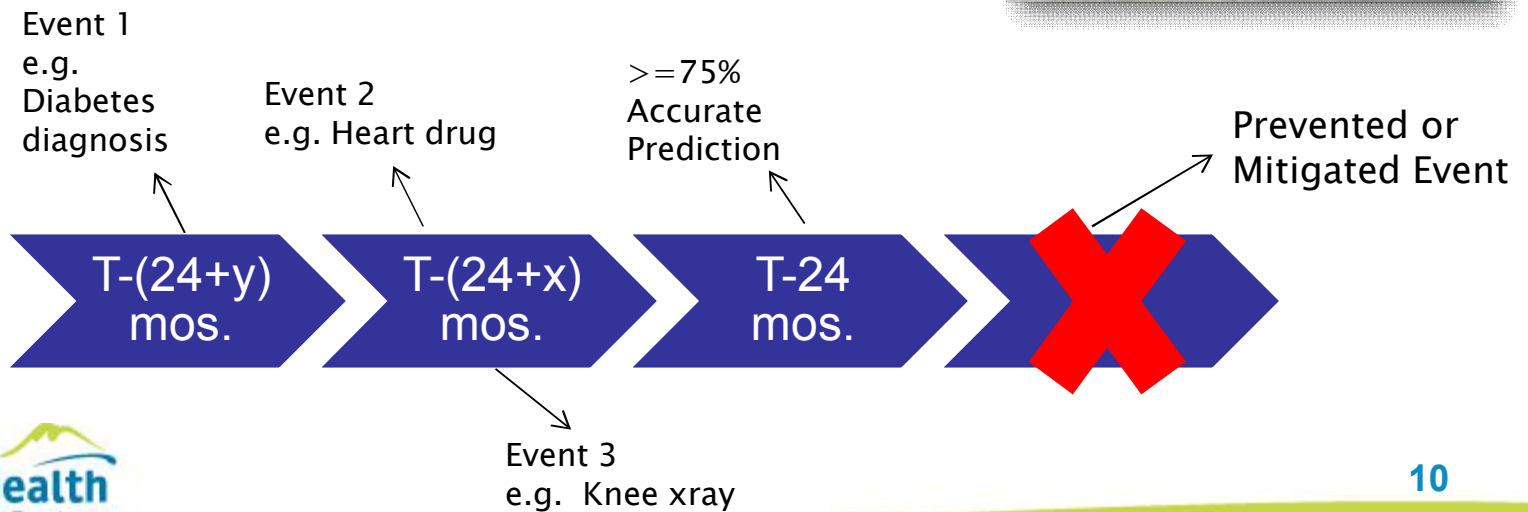 Event 1
e.g.
Diabetes
diagnosis
Event 2
e.g. Heart drug
>=75%
Accurate
Prediction
Prevented or
Mitigated Event
T-(24+y)
mos.
T-(24+x)
mos.
T-24
mos.
Event 3
e.g. Knee xray
ealth
10